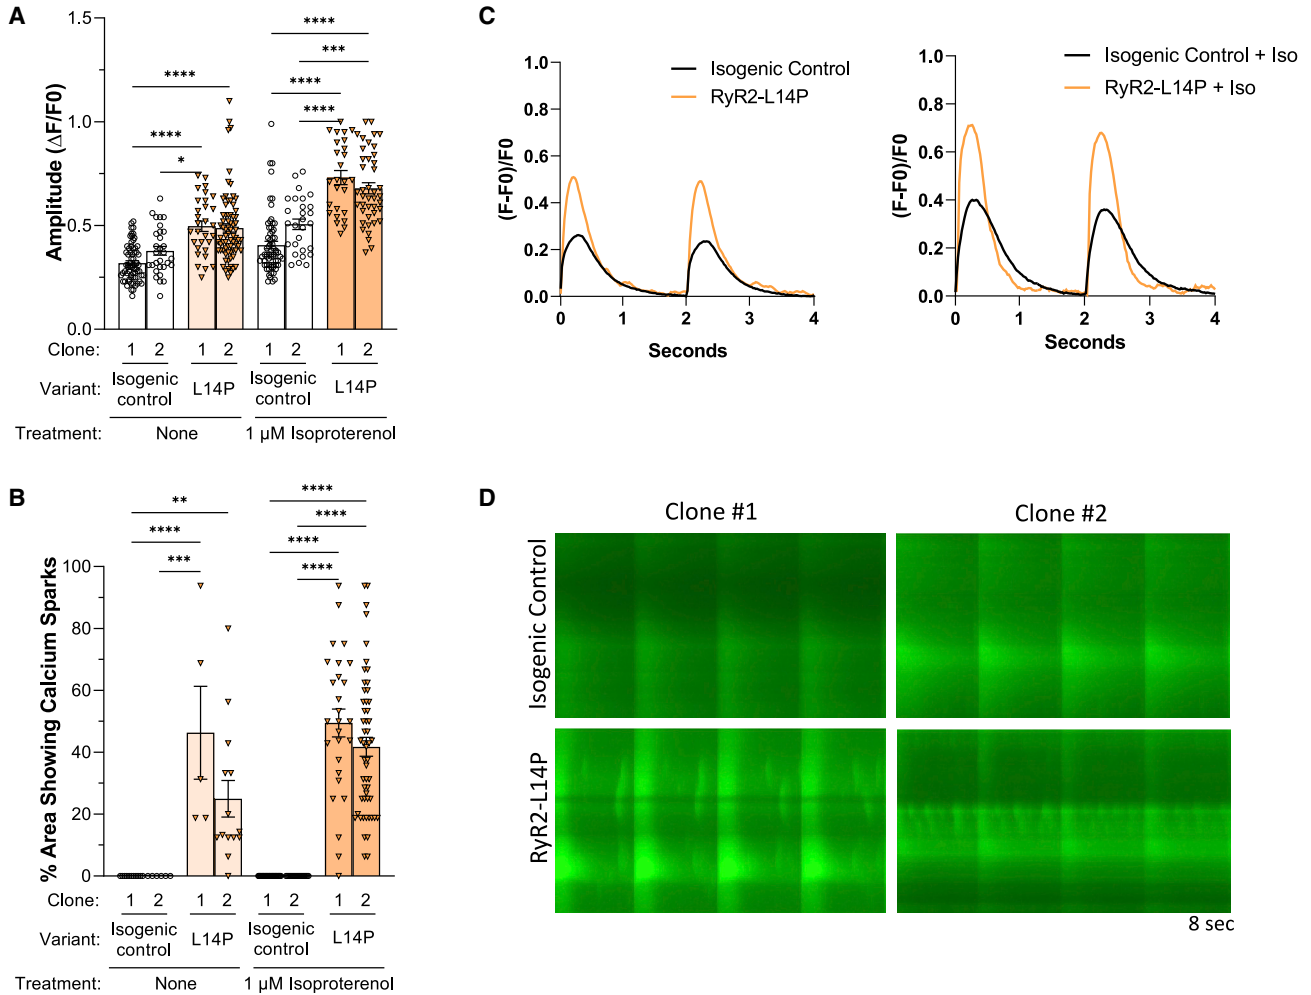 A
1.5
1.0
0.5
0.0
Amplitude (ΔF/F0)
****
****
*
****
***
****
****
Clone: 1 2 1 2 1 2 1 2
Variant: Isogenic control L14P Isogenic control L14P
Treatment: None 1 µM Isoproterenol
B
100
80
60
40
20
0
% Area Showing Calcium Sparks
**
****
***
****
****
****
****
Clone: 1 2 1 2 1 2 1 2
Variant: Isogenic control L14P Isogenic control L14P
Treatment: None 1 µM Isoproterenol
C
Isogenic Control
RyR2-L14P
1.0
0.8
0.6
0.4
0.2
0.0
(F-F0)/F0
0 1 2 3 4
Seconds
Isogenic Control + Iso
RyR2-L14P + Iso
1.0
0.8
0.6
0.4
0.2
0.0
(F-F0)/F0
0 1 2 3 4
Seconds
D
Clone #1 Clone #2
Isogenic Control
RyR2-L14P
8 sec